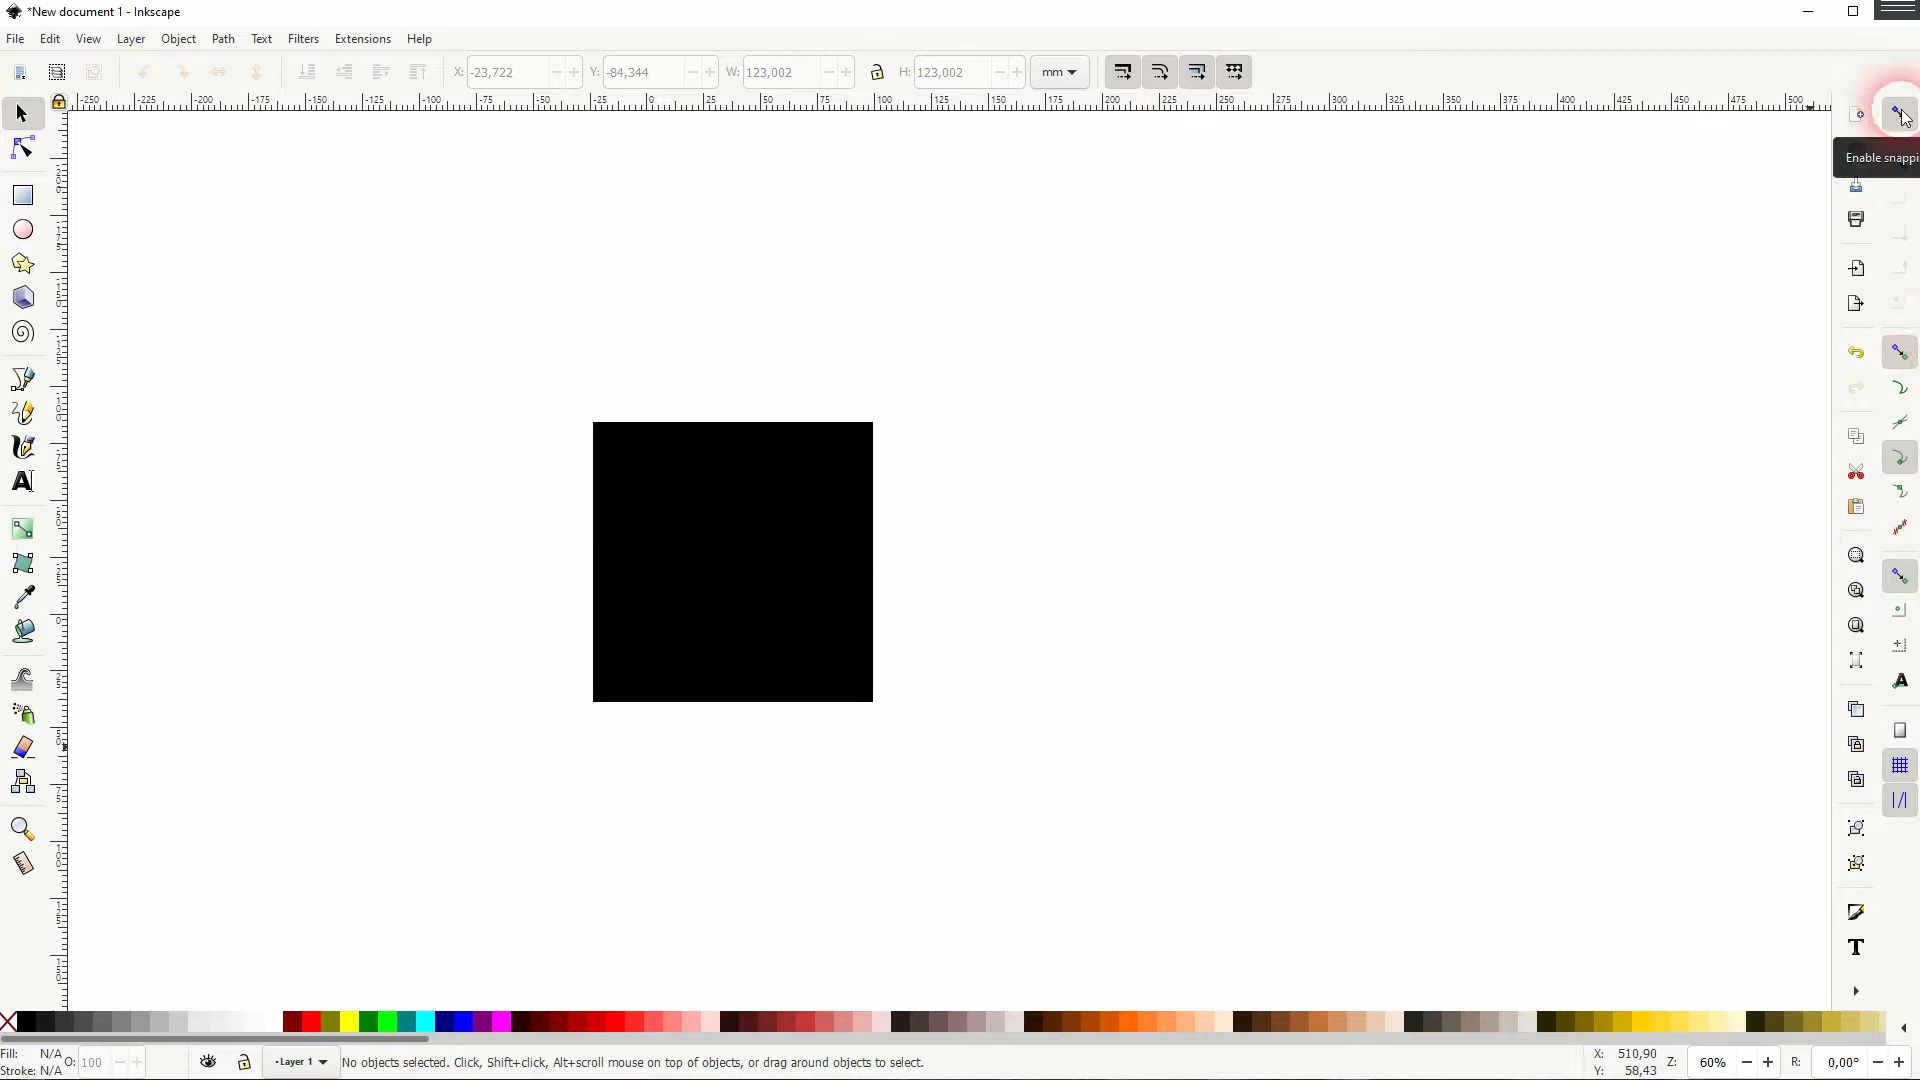 *New document 1 - Inkscape
File Edit View Layer Object Path Text Filters Extensions Help
X: -23,722 Y: -84,344 W: 123,002 H: 123,002 mm
-250 -225 -200 -175 -150 -125 -100 -75 -50 -25 0 25 50 75 100 125 150 175 200 225 250 275 300 325 350 375 400 425 450 475 500
Enable snappi
Fill: N/A O: 100
Stroke: N/A
•Layer 1
No objects selected. Click, Shift+click, Alt+scroll mouse on top of objects, or drag around objects to select.
X: 510,90
Y: 58,43
Z: 60% R: 0,00°